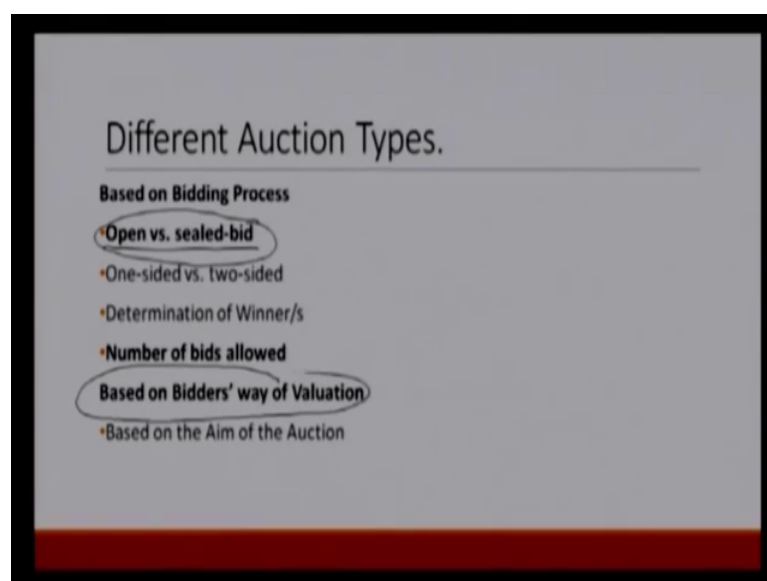 Different Auction Types.
Based on Bidding Process
•Open vs. sealed-bid
•One-sided vs. two-sided
•Determination of Winner/s
•Number of bids allowed
Based on Bidders' way of Valuation
•Based on the Aim of the Auction